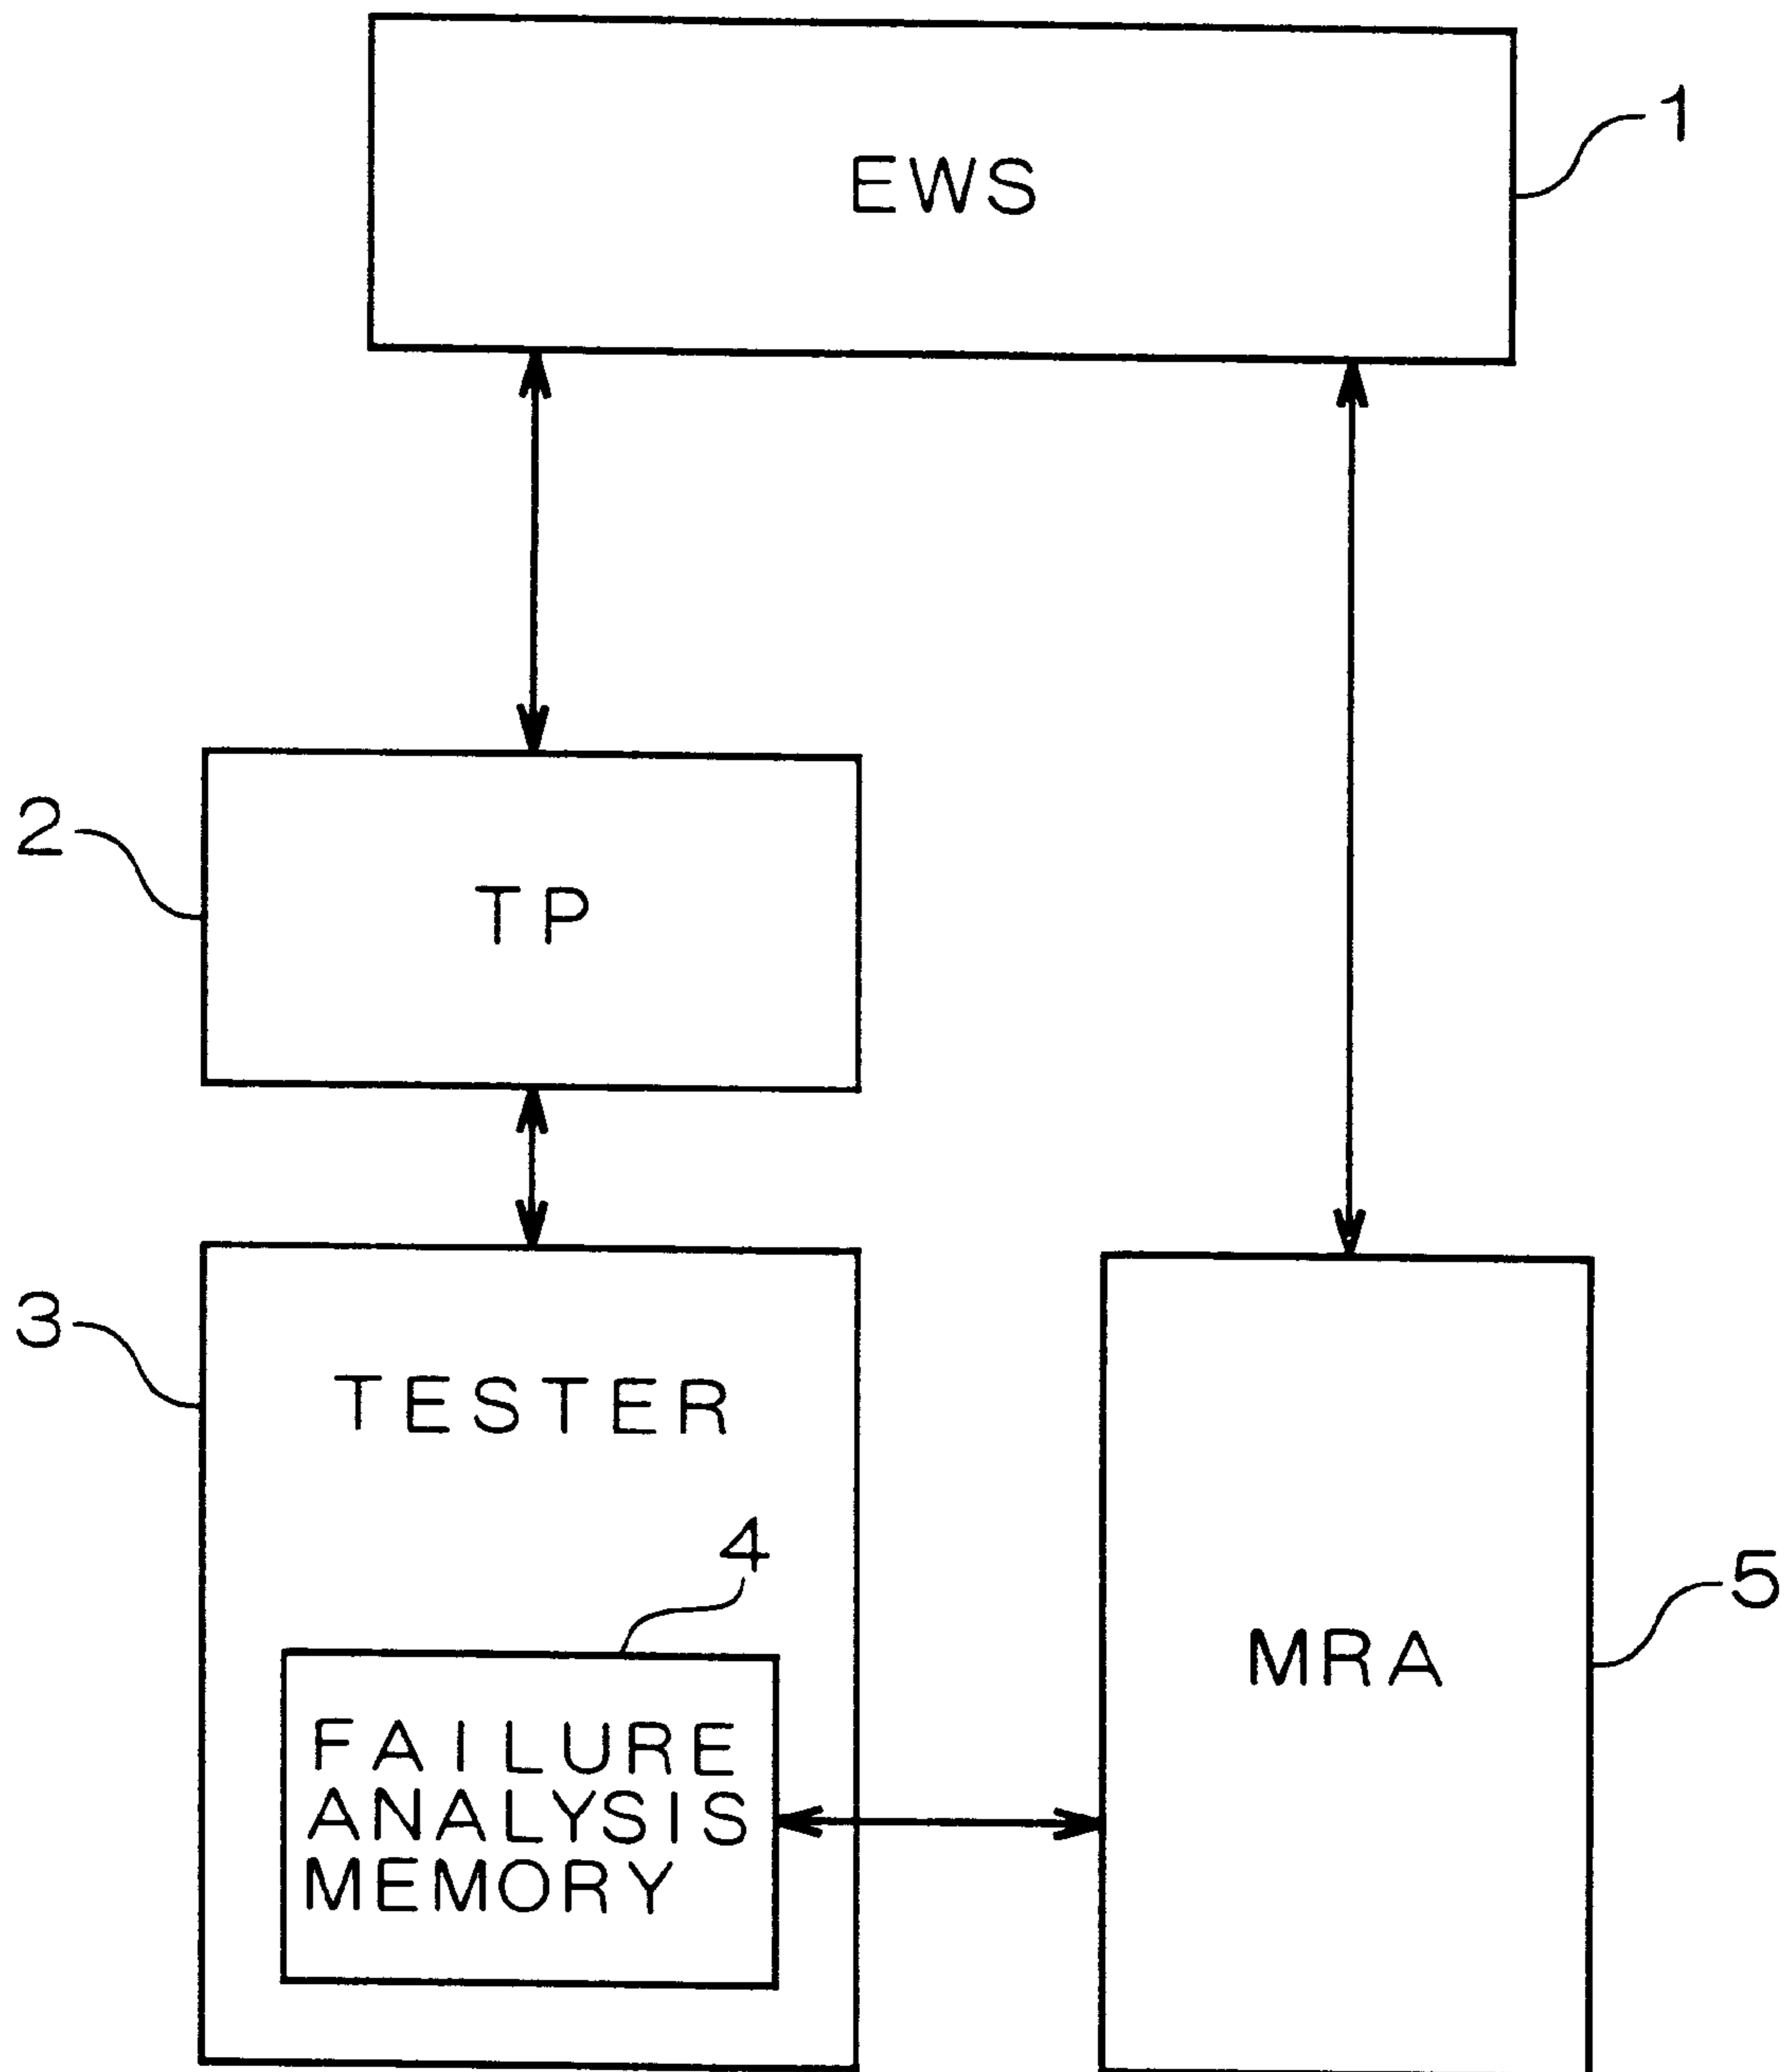 EWS
1
2
TP
3
TESTER
4
FAILURE
ANALYSIS
MEMORY
MRA
5